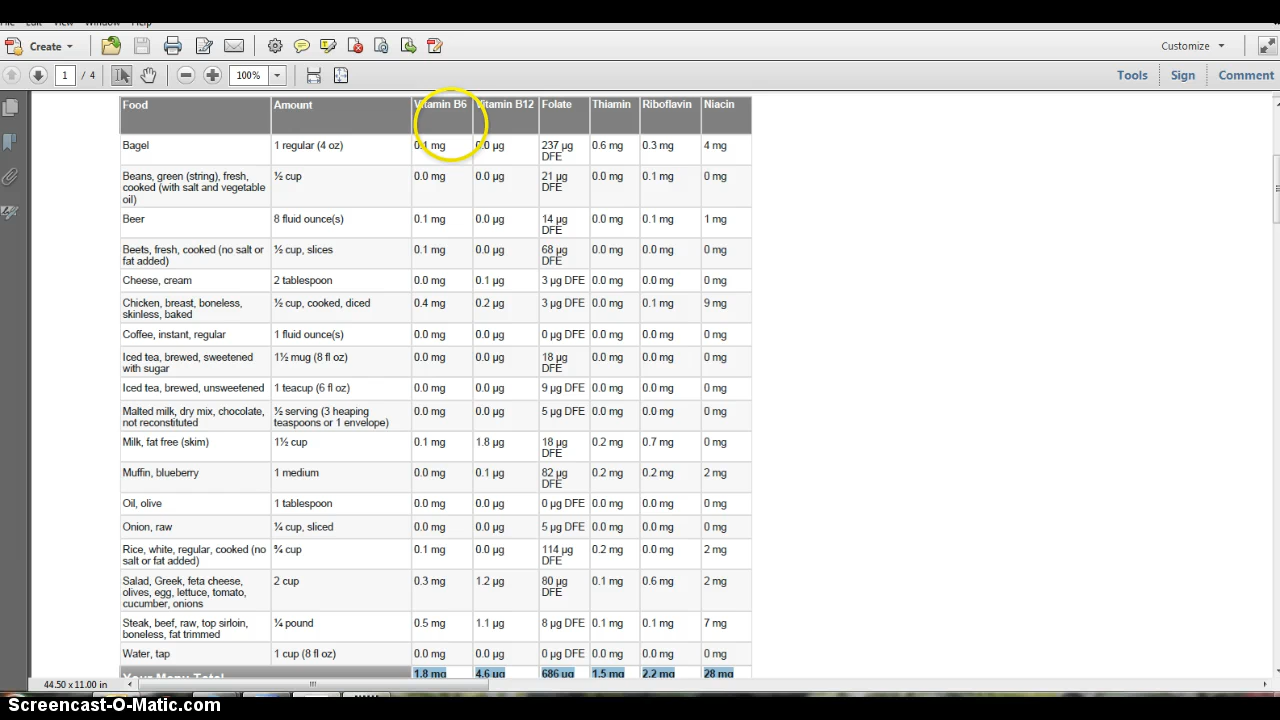 File Edit View Window Help
Create
1 / 4
100%
Customize
Tools Sign Comment
Food Amount Vitamin B6 Vitamin B12 Folate Thiamin Riboflavin Niacin
Bagel 1 regular (4 oz) 0.1 mg 0.0 µg 237 µg 0.6 mg 0.3 mg 4 mg
DFE
Beans, green (string), fresh, ½ cup 0.0 mg 0.0 µg 21 µg 0.0 mg 0.1 mg 0 mg
cooked (with salt and vegetable DFE
oil)
Beer 8 fluid ounce(s) 0.1 mg 0.0 µg 14 µg 0.0 mg 0.1 mg 1 mg
DFE
Beets, fresh, cooked (no salt or ½ cup, slices 0.1 mg 0.0 µg 68 µg 0.0 mg 0.0 mg 0 mg
fat added) DFE
Cheese, cream 2 tablespoon 0.0 mg 0.1 µg 3 µg DFE 0.0 mg 0.0 mg 0 mg
Chicken, breast, boneless, ½ cup, cooked, diced 0.4 mg 0.2 µg 3 µg DFE 0.0 mg 0.1 mg 9 mg
skinless, baked
Coffee, instant, regular 1 fluid ounce(s) 0.0 mg 0.0 µg 0 µg DFE 0.0 mg 0.0 mg 0 mg
Iced tea, brewed, sweetened 1½ mug (8 fl oz) 0.0 mg 0.0 µg 18 µg 0.0 mg 0.0 mg 0 mg
with sugar DFE
Iced tea, brewed, unsweetened 1 teacup (6 fl oz) 0.0 mg 0.0 µg 9 µg DFE 0.0 mg 0.0 mg 0 mg
Malted milk, dry mix, chocolate, ½ serving (3 heaping 0.0 mg 0.0 µg 5 µg DFE 0.0 mg 0.0 mg 0 mg
not reconstituted teaspoons or 1 envelope)
Milk, fat free (skim) 1½ cup 0.1 mg 1.8 µg 18 µg 0.2 mg 0.7 mg 0 mg
DFE
Muffin, blueberry 1 medium 0.0 mg 0.1 µg 82 µg 0.2 mg 0.2 mg 2 mg
DFE
Oil, olive 1 tablespoon 0.0 mg 0.0 µg 0 µg DFE 0.0 mg 0.0 mg 0 mg
Onion, raw ¼ cup, sliced 0.0 mg 0.0 µg 5 µg DFE 0.0 mg 0.0 mg 0 mg
Rice, white, regular, cooked (no ¾ cup 0.1 mg 0.0 µg 114 µg 0.2 mg 0.0 mg 2 mg
salt or fat added) DFE
Salad, Greek, feta cheese, 2 cup 0.3 mg 1.2 µg 80 µg 0.1 mg 0.6 mg 2 mg
olives, egg, lettuce, tomato, DFE
cucumber, onions
Steak, beef, raw, top sirloin, ¼ pound 0.5 mg 1.1 µg 8 µg DFE 0.1 mg 0.1 mg 7 mg
boneless, fat trimmed
Water, tap 1 cup (8 fl oz) 0.0 mg 0.0 µg 0 µg DFE 0.0 mg 0.0 mg 0 mg
Your Menu Total 1.8 mg 4.6 µg 686 µg 1.5 mg 2.2 mg 28 mg
44.50 x 11.00 in
Screencast-O-Matic.com